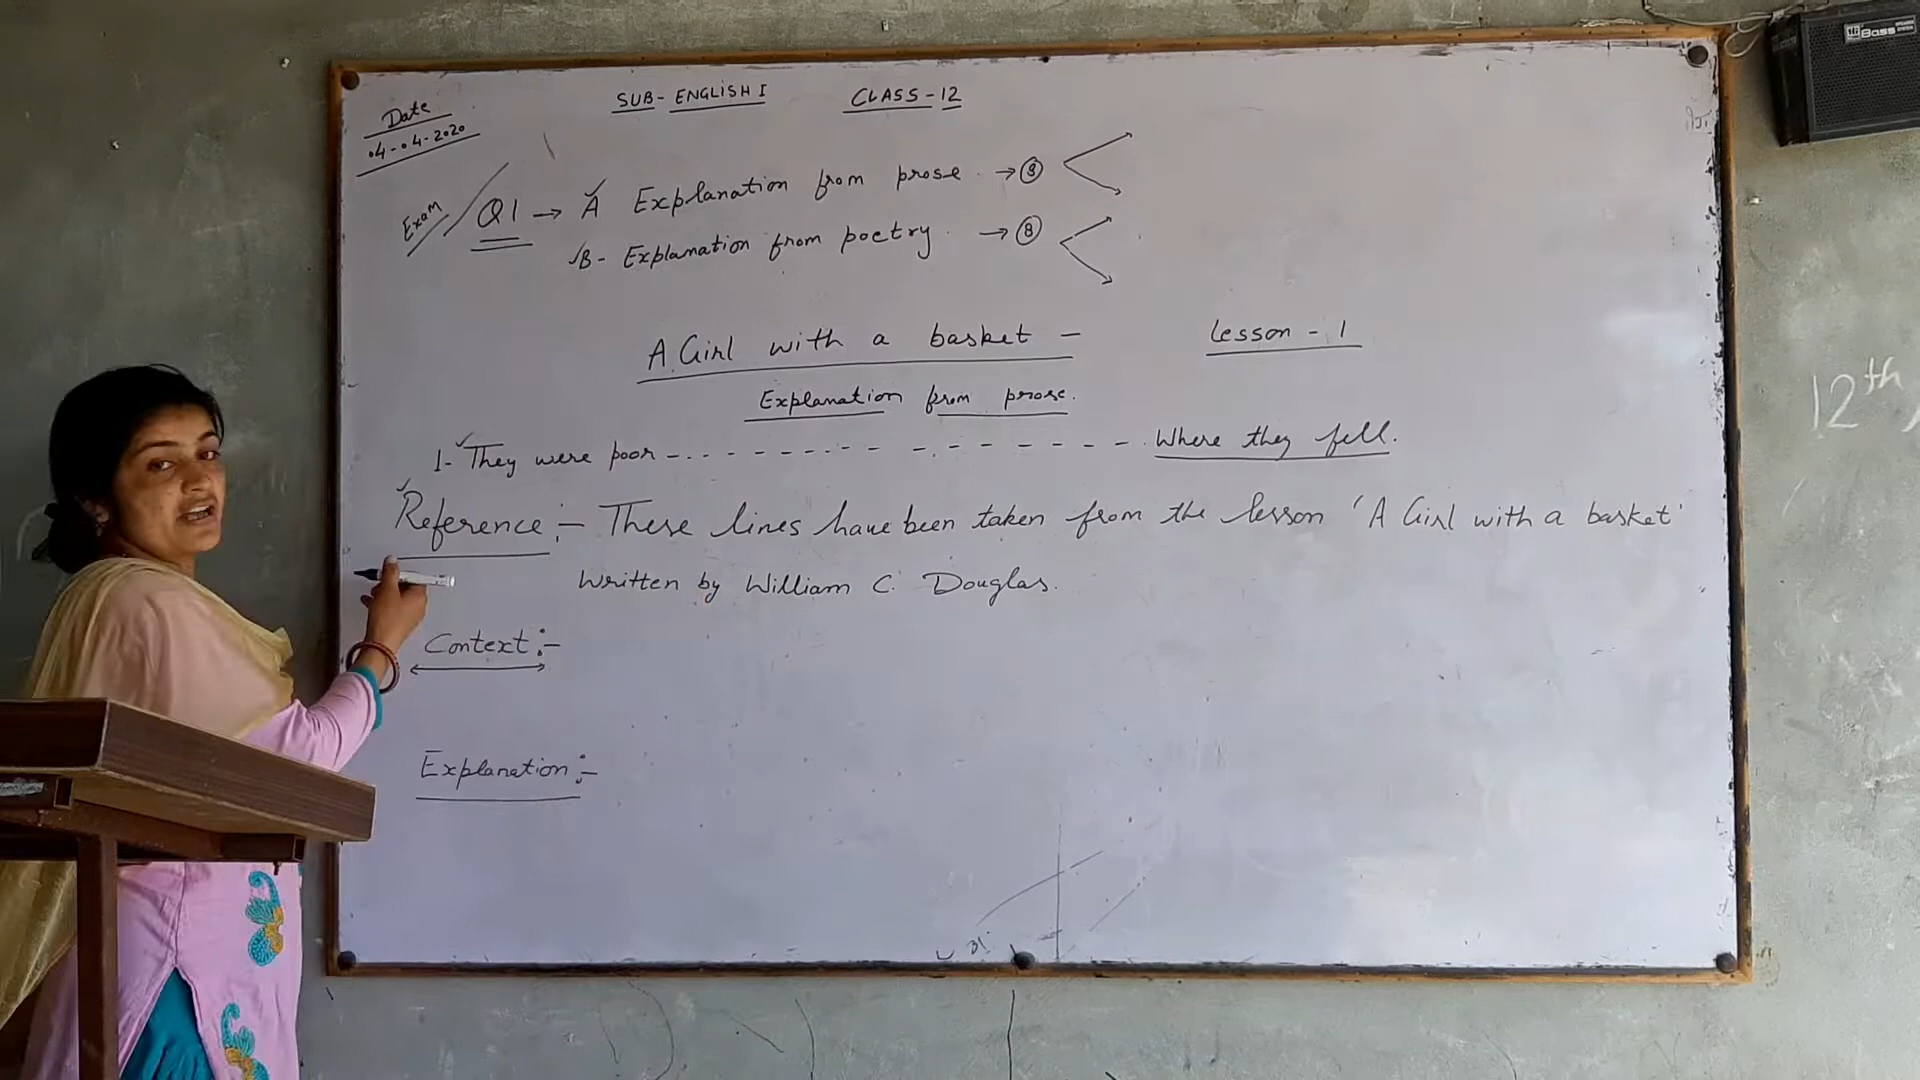 Date
04-04-2020
SUB- ENGLISH I CLASS-12
Exam
Q1 → A Explanation from prose → 8
B- Explanation from poetry → 8
A Girl with a basket - Lesson - 1
Explanation from prose.
1- They were poor - - - - - - - - - - - - - - - Where they fell.
Reference :- These lines have been taken from the lesson 'A Girl with a basket'
Written by William C. Douglas.
Context :-
Explanation :-
12th
Bass